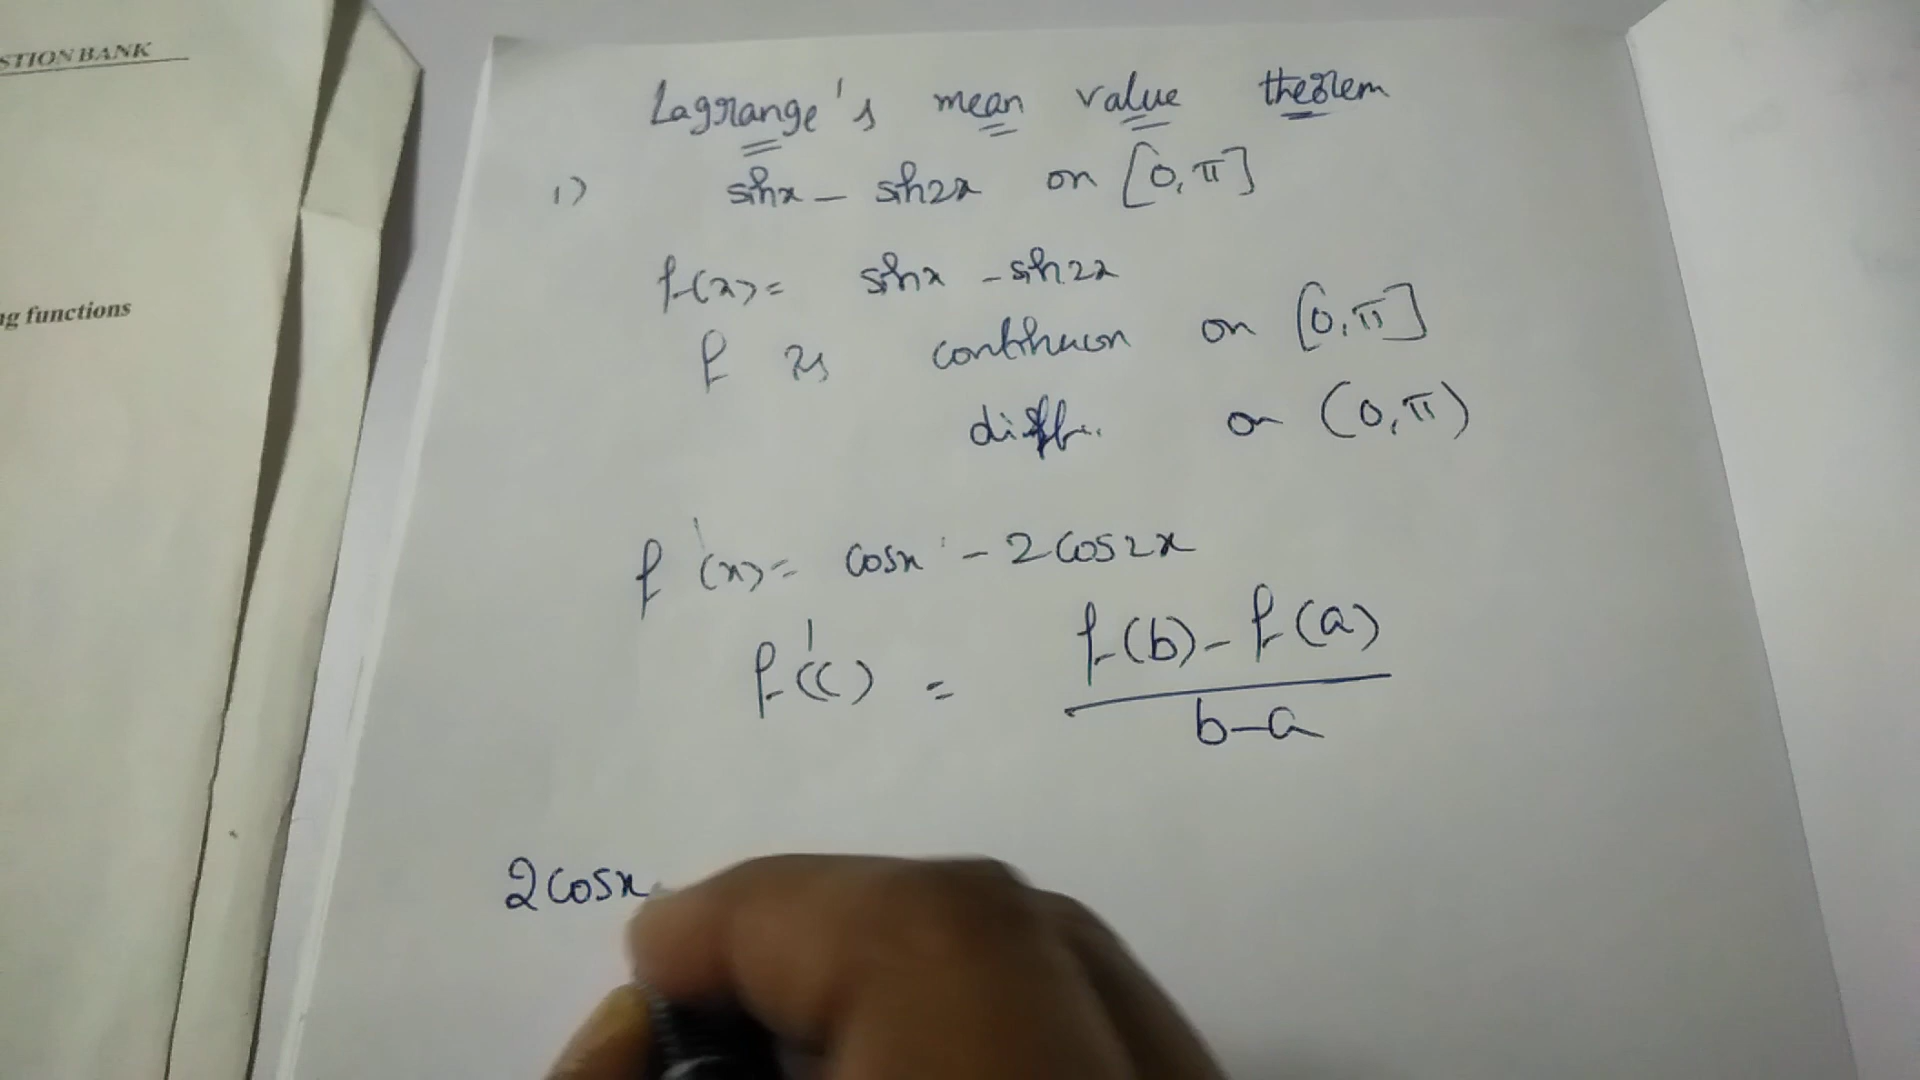 STION BANK
ng functions
Lagrange's mean value theorem
1) sinx - sin2x on [0, π]
f(x) = sinx - sin2x
f is continuous on [0, π]
diff. on (0, π)
f'(x) = cosx - 2cos2x
f'(c) = f(b) - f(a)
b-a
2cosx